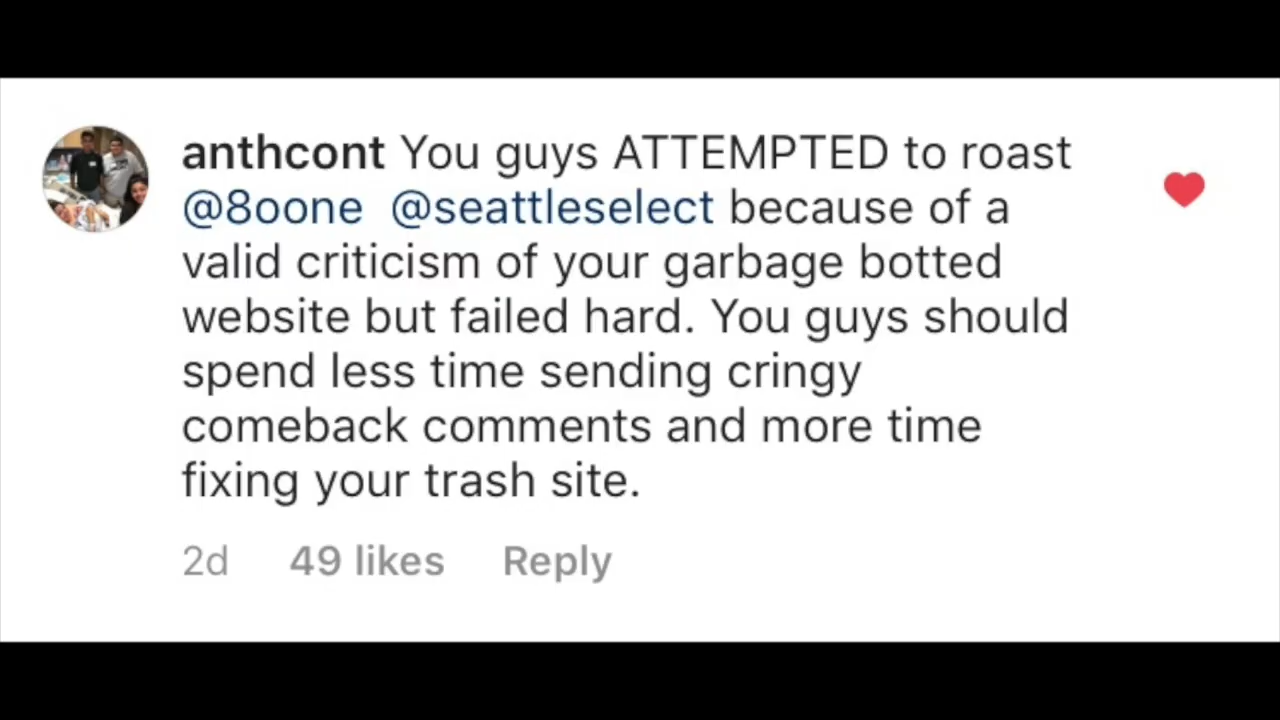 anthcont You guys ATTEMPTED to roast
@8oone @seattleselect because of a
valid criticism of your garbage botted
website but failed hard. You guys should
spend less time sending cringy
comeback comments and more time
fixing your trash site.
2d 49 likes Reply